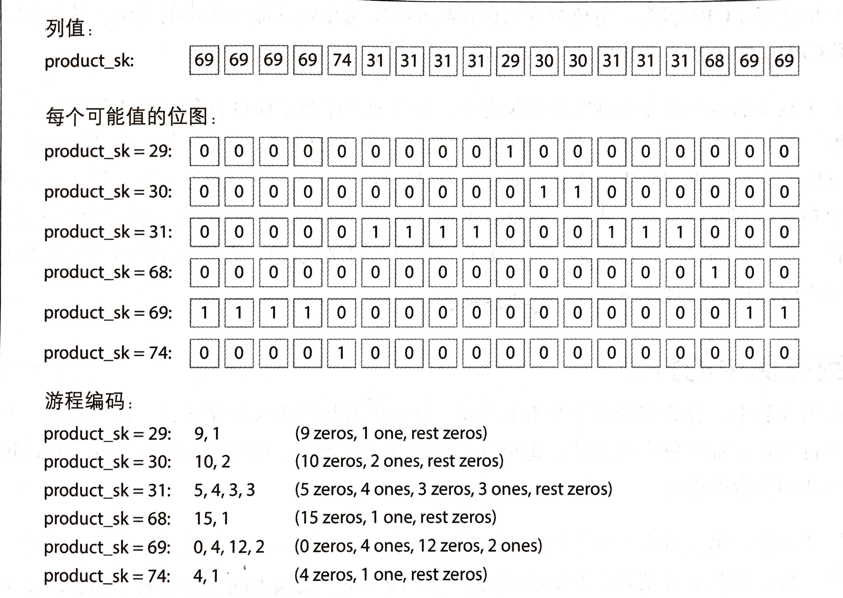 列值：
product_sk: 69 69 69 69 74 31 31 31 31 29 30 30 31 31 31 68 69 69
每个可能值的位图：
product_sk = 29: 0 0 0 0 0 0 0 0 0 1 0 0 0 0 0 0 0 0
product_sk = 30: 0 0 0 0 0 0 0 0 0 0 1 1 0 0 0 0 0 0
product_sk = 31: 0 0 0 0 0 1 1 1 1 0 0 0 1 1 1 0 0 0
product_sk = 68: 0 0 0 0 0 0 0 0 0 0 0 0 0 0 0 1 0 0
product_sk = 69: 1 1 1 1 0 0 0 0 0 0 0 0 0 0 0 0 1 1
product_sk = 74: 0 0 0 0 1 0 0 0 0 0 0 0 0 0 0 0 0 0
游程编码：
product_sk = 29: 9, 1 (9 zeros, 1 one, rest zeros)
product_sk = 30: 10, 2 (10 zeros, 2 ones, rest zeros)
product_sk = 31: 5, 4, 3, 3 (5 zeros, 4 ones, 3 zeros, 3 ones, rest zeros)
product_sk = 68: 15, 1 (15 zeros, 1 one, rest zeros)
product_sk = 69: 0, 4, 12, 2 (0 zeros, 4 ones, 12 zeros, 2 ones)
product_sk = 74: 4, 1 (4 zeros, 1 one, rest zeros)